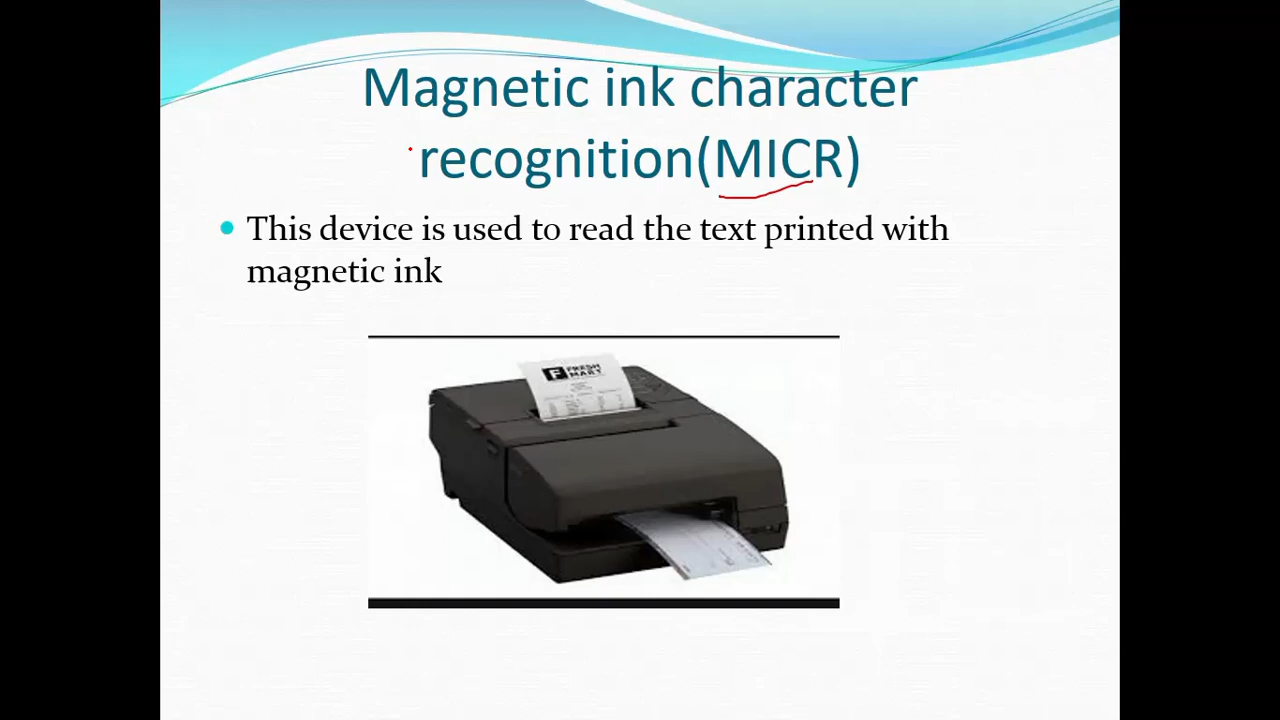 Magnetic ink character
recognition(MICR)
This device is used to read the text printed with
magnetic ink
F FRESH
MART